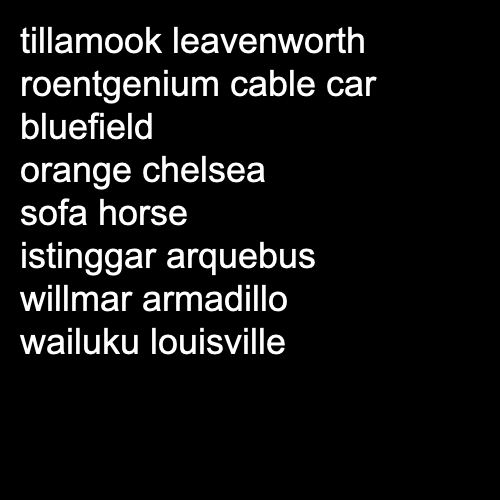 tillamook leavenworth
roentgenium cable car
bluefield
orange chelsea
sofa horse
istinggar arquebus
willmar armadillo
wailuku louisville